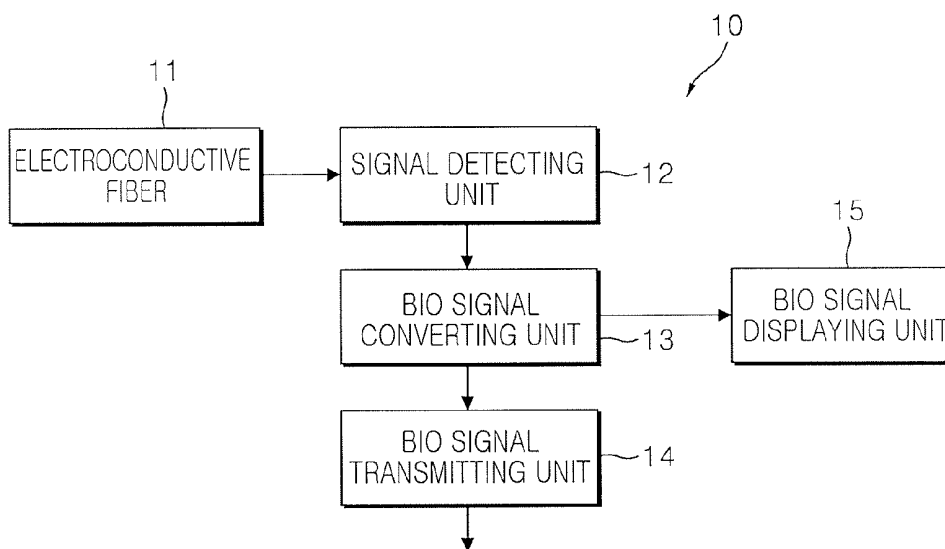 10
11
ELECTROCONDUCTIVE
FIBER
SIGNAL DETECTING
UNIT
12
15
BIO SIGNAL
CONVERTING UNIT
13
BIO SIGNAL
DISPLAYING UNIT
BIO SIGNAL
TRANSMITTING UNIT
14